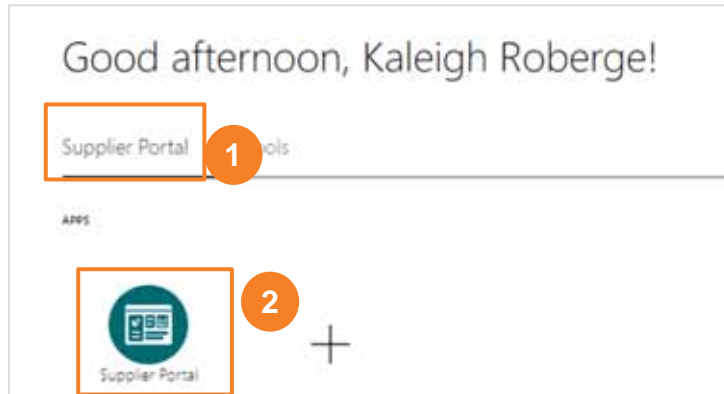 Good afternoon, Kaleigh Roberge!
Supplier Portal 1
APPS
2
Supplier Portal